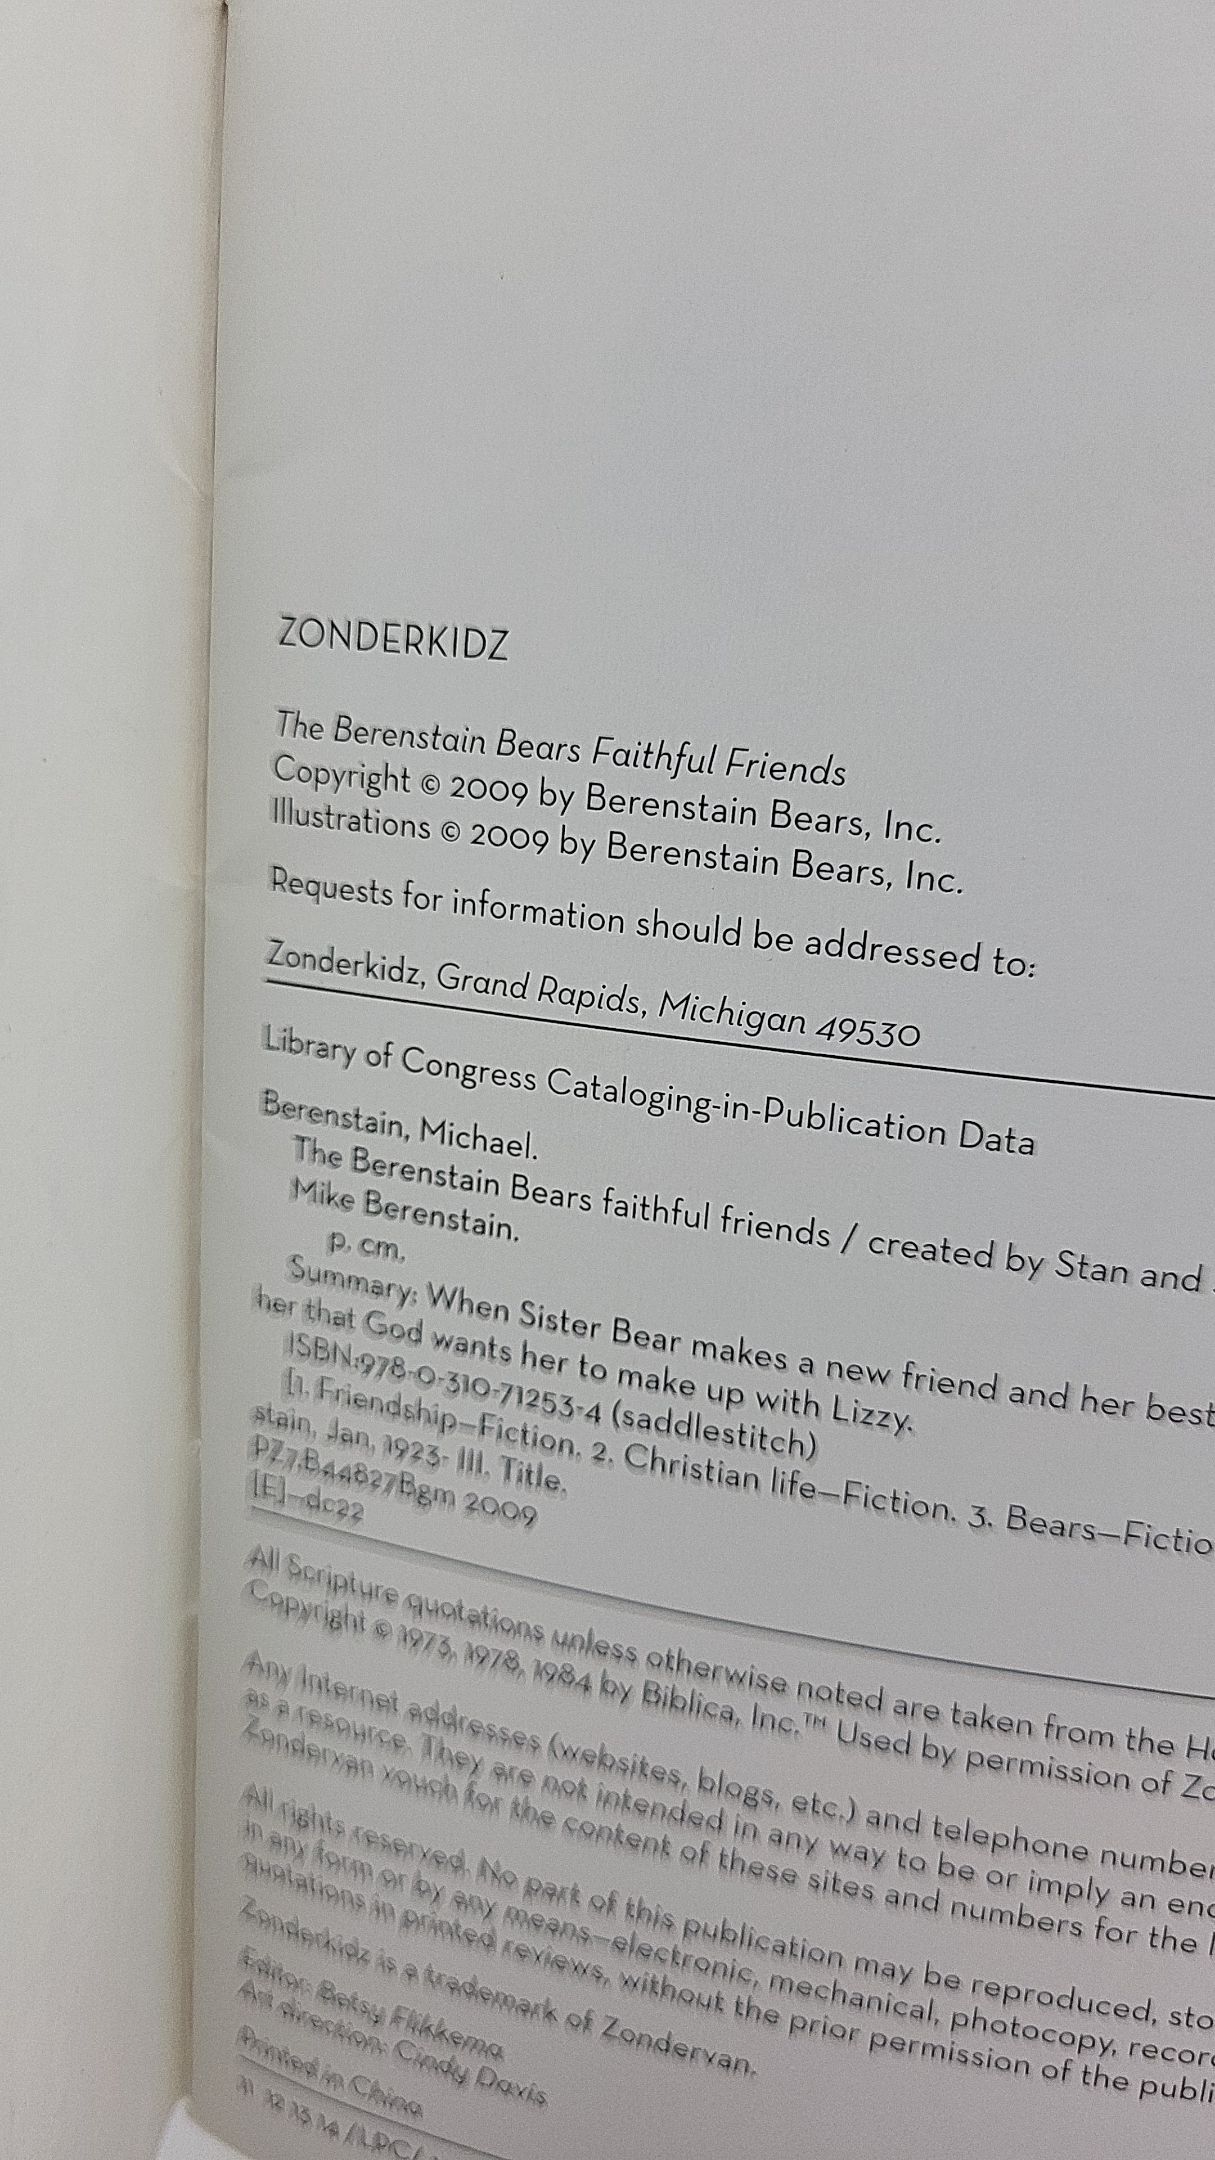 ZONDERKIDZ
The Berenstain Bears Faithful Friends
Copyright © 2009 by Berenstain Bears, Inc.
Illustrations © 2009 by Berenstain Bears, Inc.
Requests for information should be addressed to:
Zonderkidz, Grand Rapids, Michigan 49530
Library of Congress Cataloging-in-Publication Data
Berenstain, Michael.
The Berenstain Bears faithful friends / created by Stan and
Mike Berenstain.
p. cm.
Summary: When Sister Bear makes a new friend and her best
her that God wants her to make up with Lizzy.
ISBN:978-0-310-71253-4 (saddlestitch)
[1. Friendship—Fiction. 2. Christian life—Fiction. 3. Bears—Fictio
stain, Jan, 1923- III. Title.
PZ7.B44827Bgm 2009
[E]—dc22
All Scripture quotations unless otherwise noted are taken from the H
Copyright © 1973, 1978, 1984 by Biblica, Inc.™ Used by permission of Zo
Any Internet addresses (websites, blogs, etc.) and telephone number
as a resource. They are not intended in any way to be or imply an en
Zondervan vouch for the content of these sites and numbers for the l
All rights reserved. No part of this publication may be reproduced, sto
in any form or by any means—electronic, mechanical, photocopy, recor
quotations in printed reviews, without the prior permission of the publi
Zonderkidz is a trademark of Zondervan.
Editor: Betsy Flikkema
Art direction: Cindy Davis
Printed in China
11 12 13 14 /LPC/